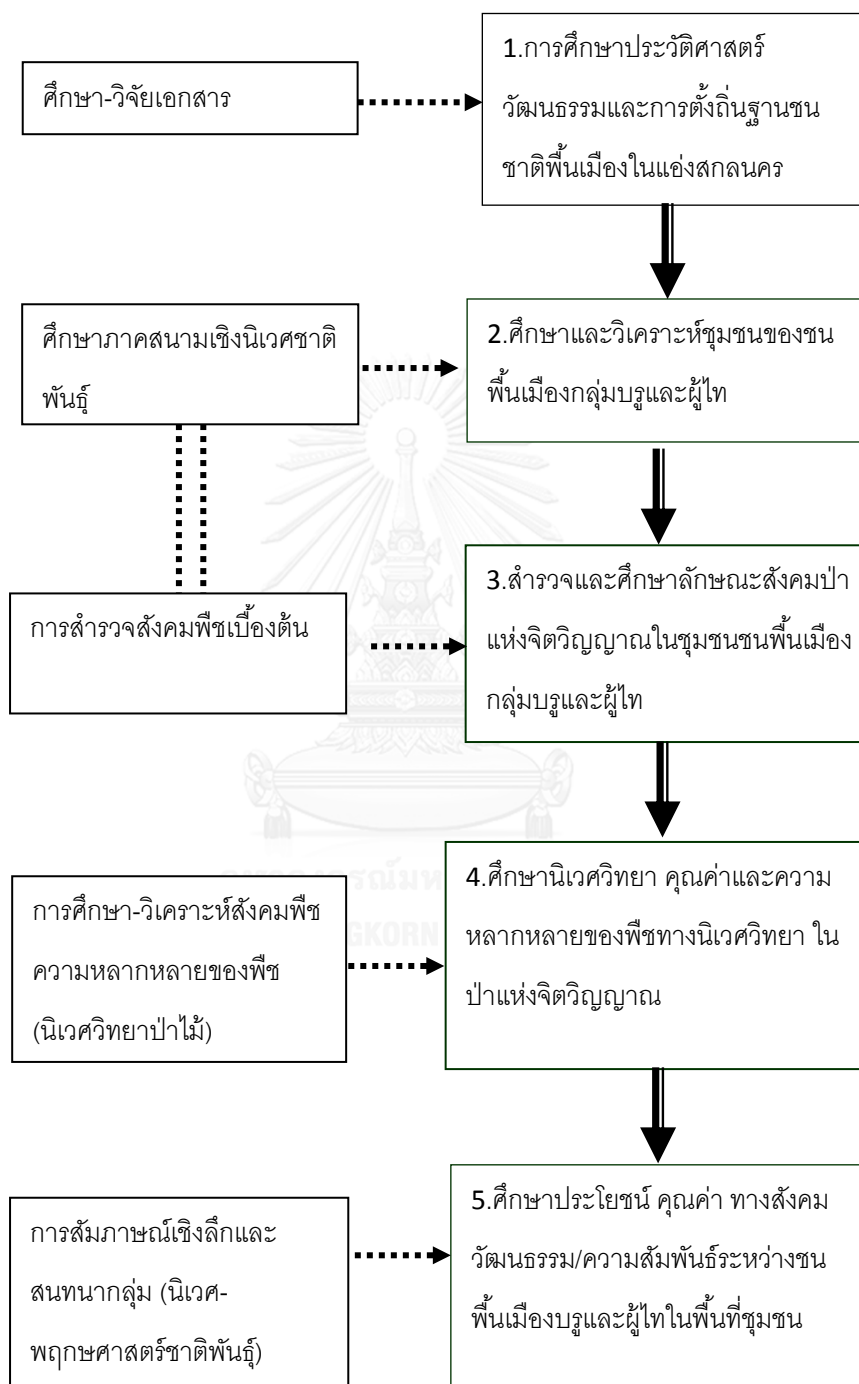 ศึกษา-วิจัยเอกสาร
1.การศึกษาประวัติศาสตร์
วัฒนธรรมและการตั้งถิ่นฐานชน
ชาติพื้นเมืองในแอ่งสกลนคร
ศึกษาภาคสนามเชิงนิเวศชาติ
พันธุ์
2.ศึกษาและวิเคราะห์ชุมชนของชน
พื้นเมืองกลุ่มบรูและผู้ไท
การสำรวจสังคมพืชเบื้องต้น
3.สำรวจและศึกษาลักษณะสังคมป่า
แห่งจิตวิญญาณในชุมชนชนพื้นเมือง
กลุ่มบรูและผู้ไท
การศึกษา-วิเคราะห์สังคมพืช
ความหลากหลายของพืช
(นิเวศวิทยาป่าไม้)
4.ศึกษานิเวศวิทยา คุณค่าและความ
หลากหลายของพืชทางนิเวศวิทยา ใน
ป่าแห่งจิตวิญญาณ
การสัมภาษณ์เชิงลึกและ
สนทนากลุ่ม (นิเวศ-
พฤกษศาสตร์ชาติพันธุ์)
5.ศึกษาประโยชน์ คุณค่า ทางสังคม
วัฒนธรรม/ความสัมพันธ์ระหว่างชน
พื้นเมืองบรูและผู้ไทในพื้นที่ชุมชน